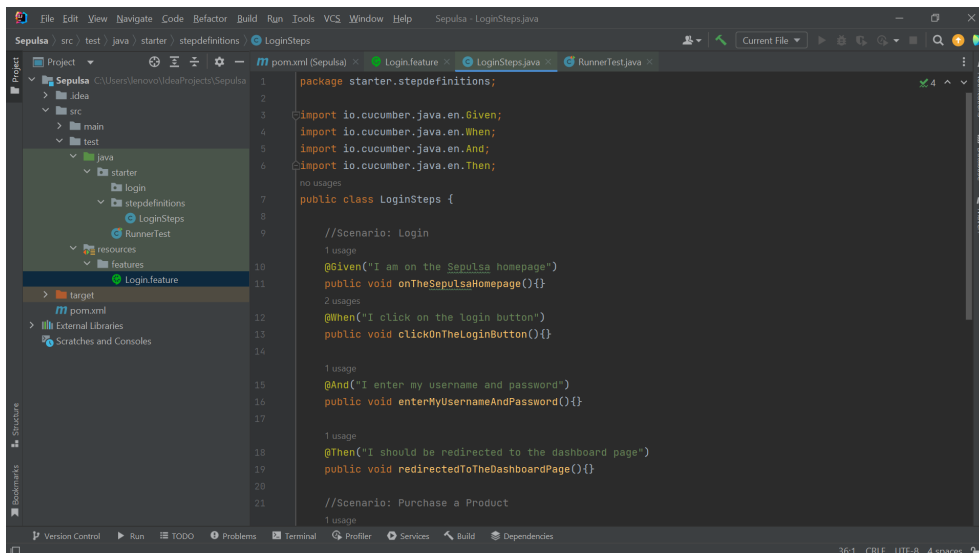 File Edit View Navigate Code Refactor Build Run Tools VCS Window Help Sepulsa - LoginSteps.java
Sepulsa src test java starter stepdefinitions LoginSteps Current File
Project pom.xml (Sepulsa) Login.feature LoginSteps.java RunnerTest.java
Project
Sepulsa C:\Users\lenovo\IdeaProjects\Sepulsa
.idea
src
main
test
java
starter
login
stepdefinitions
LoginSteps
RunnerTest
resources
features
Login.feature
target
pom.xml
External Libraries
Scratches and Consoles
Structure
Bookmarks
4
1 package starter.stepdefinitions;
2
3 import io.cucumber.java.en.Given;
4 import io.cucumber.java.en.When;
5 import io.cucumber.java.en.And;
6 import io.cucumber.java.en.Then;
no usages
7 public class LoginSteps {
8
9 //Scenario: Login
1 usage
10 @Given("I am on the Sepulsa homepage")
11 public void onTheSepulsaHomepage(){}
2 usages
12 @When("I click on the login button")
13 public void clickOnTheLoginButton(){}
14
1 usage
15 @And("I enter my username and password")
16 public void enterMyUsernameAndPassword(){}
17
1 usage
18 @Then("I should be redirected to the dashboard page")
19 public void redirectedToTheDashboardPage(){}
20
21 //Scenario: Purchase a Product
1 usage
Version Control Run TODO Problems Terminal Profiler Services Build Dependencies
36:1 CRLF UTF-8 4 spaces